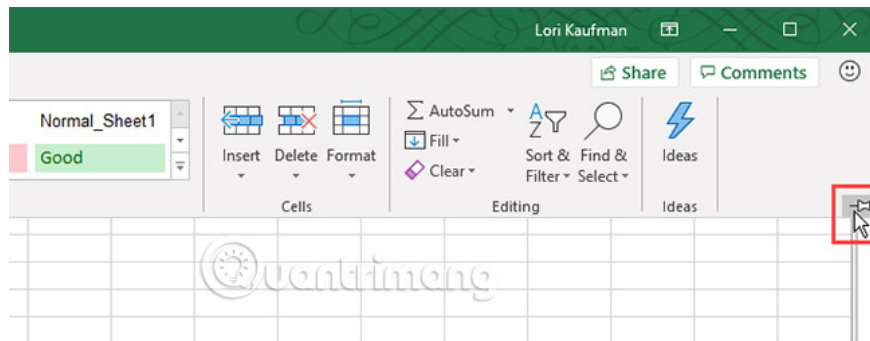 Lori Kaufman
Share Comments
Normal_Sheet1
Good
Insert Delete Format
AutoSum
Fill
Clear
Sort & Filter
Find & Select
Ideas
Cells Editing Ideas
Quantrimang